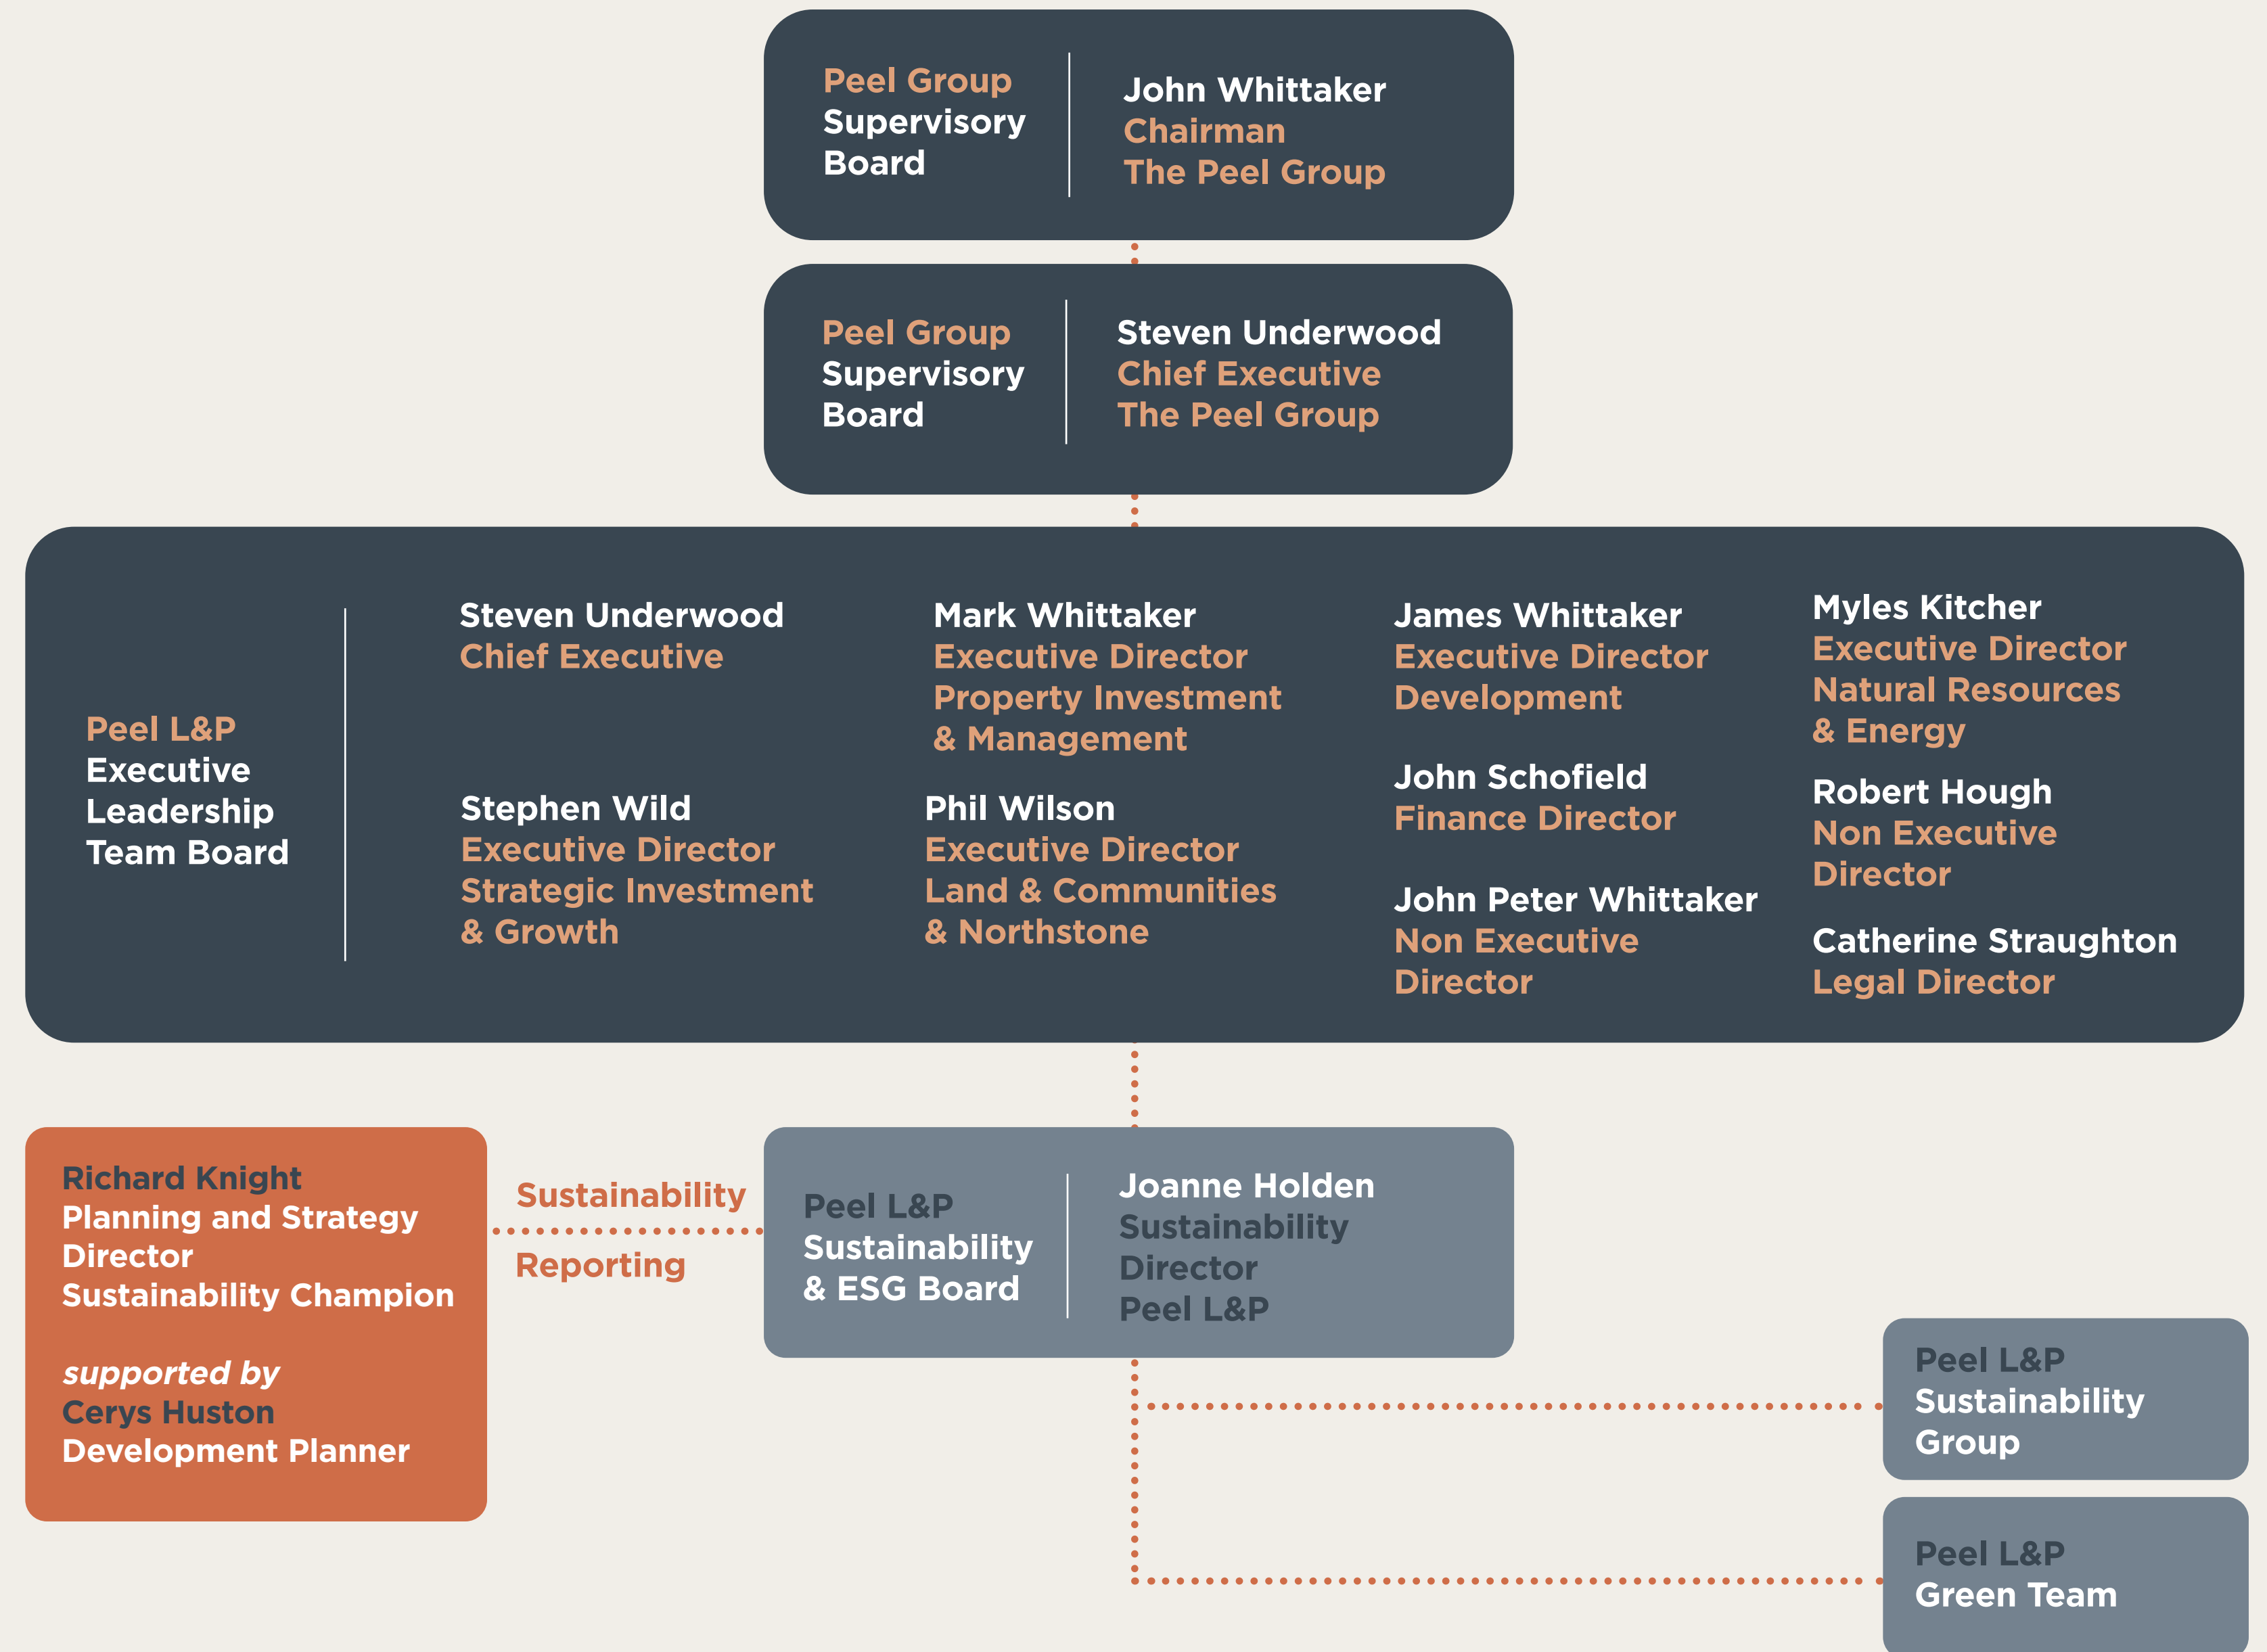 Peel Group
Supervisory
Board
John Whittaker
Chairman
The Peel Group
Peel Group
Supervisory
Board
Steven Underwood
Chief Executive
The Peel Group
Peel L&P
Executive
Leadership
Team Board
Steven Underwood
Chief Executive
Stephen Wild
Executive Director
Strategic Investment
& Growth
Mark Whittaker
Executive Director
Property Investment
& Management
Phil Wilson
Executive Director
Land & Communities
& Northstone
James Whittaker
Executive Director
Development
John Schofield
Finance Director
John Peter Whittaker
Non Executive
Director
Myles Kitcher
Executive Director
Natural Resources
& Energy
Robert Hough
Non Executive
Director
Catherine Straughton
Legal Director
Richard Knight
Planning and Strategy
Director
Sustainability Champion
supported by
Cerys Huston
Development Planner
Sustainability
Reporting
Peel L&P
Sustainability
& ESG Board
Joanne Holden
Sustainability
Director
Peel L&P
Peel L&P
Sustainability
Group
Peel L&P
Green Team